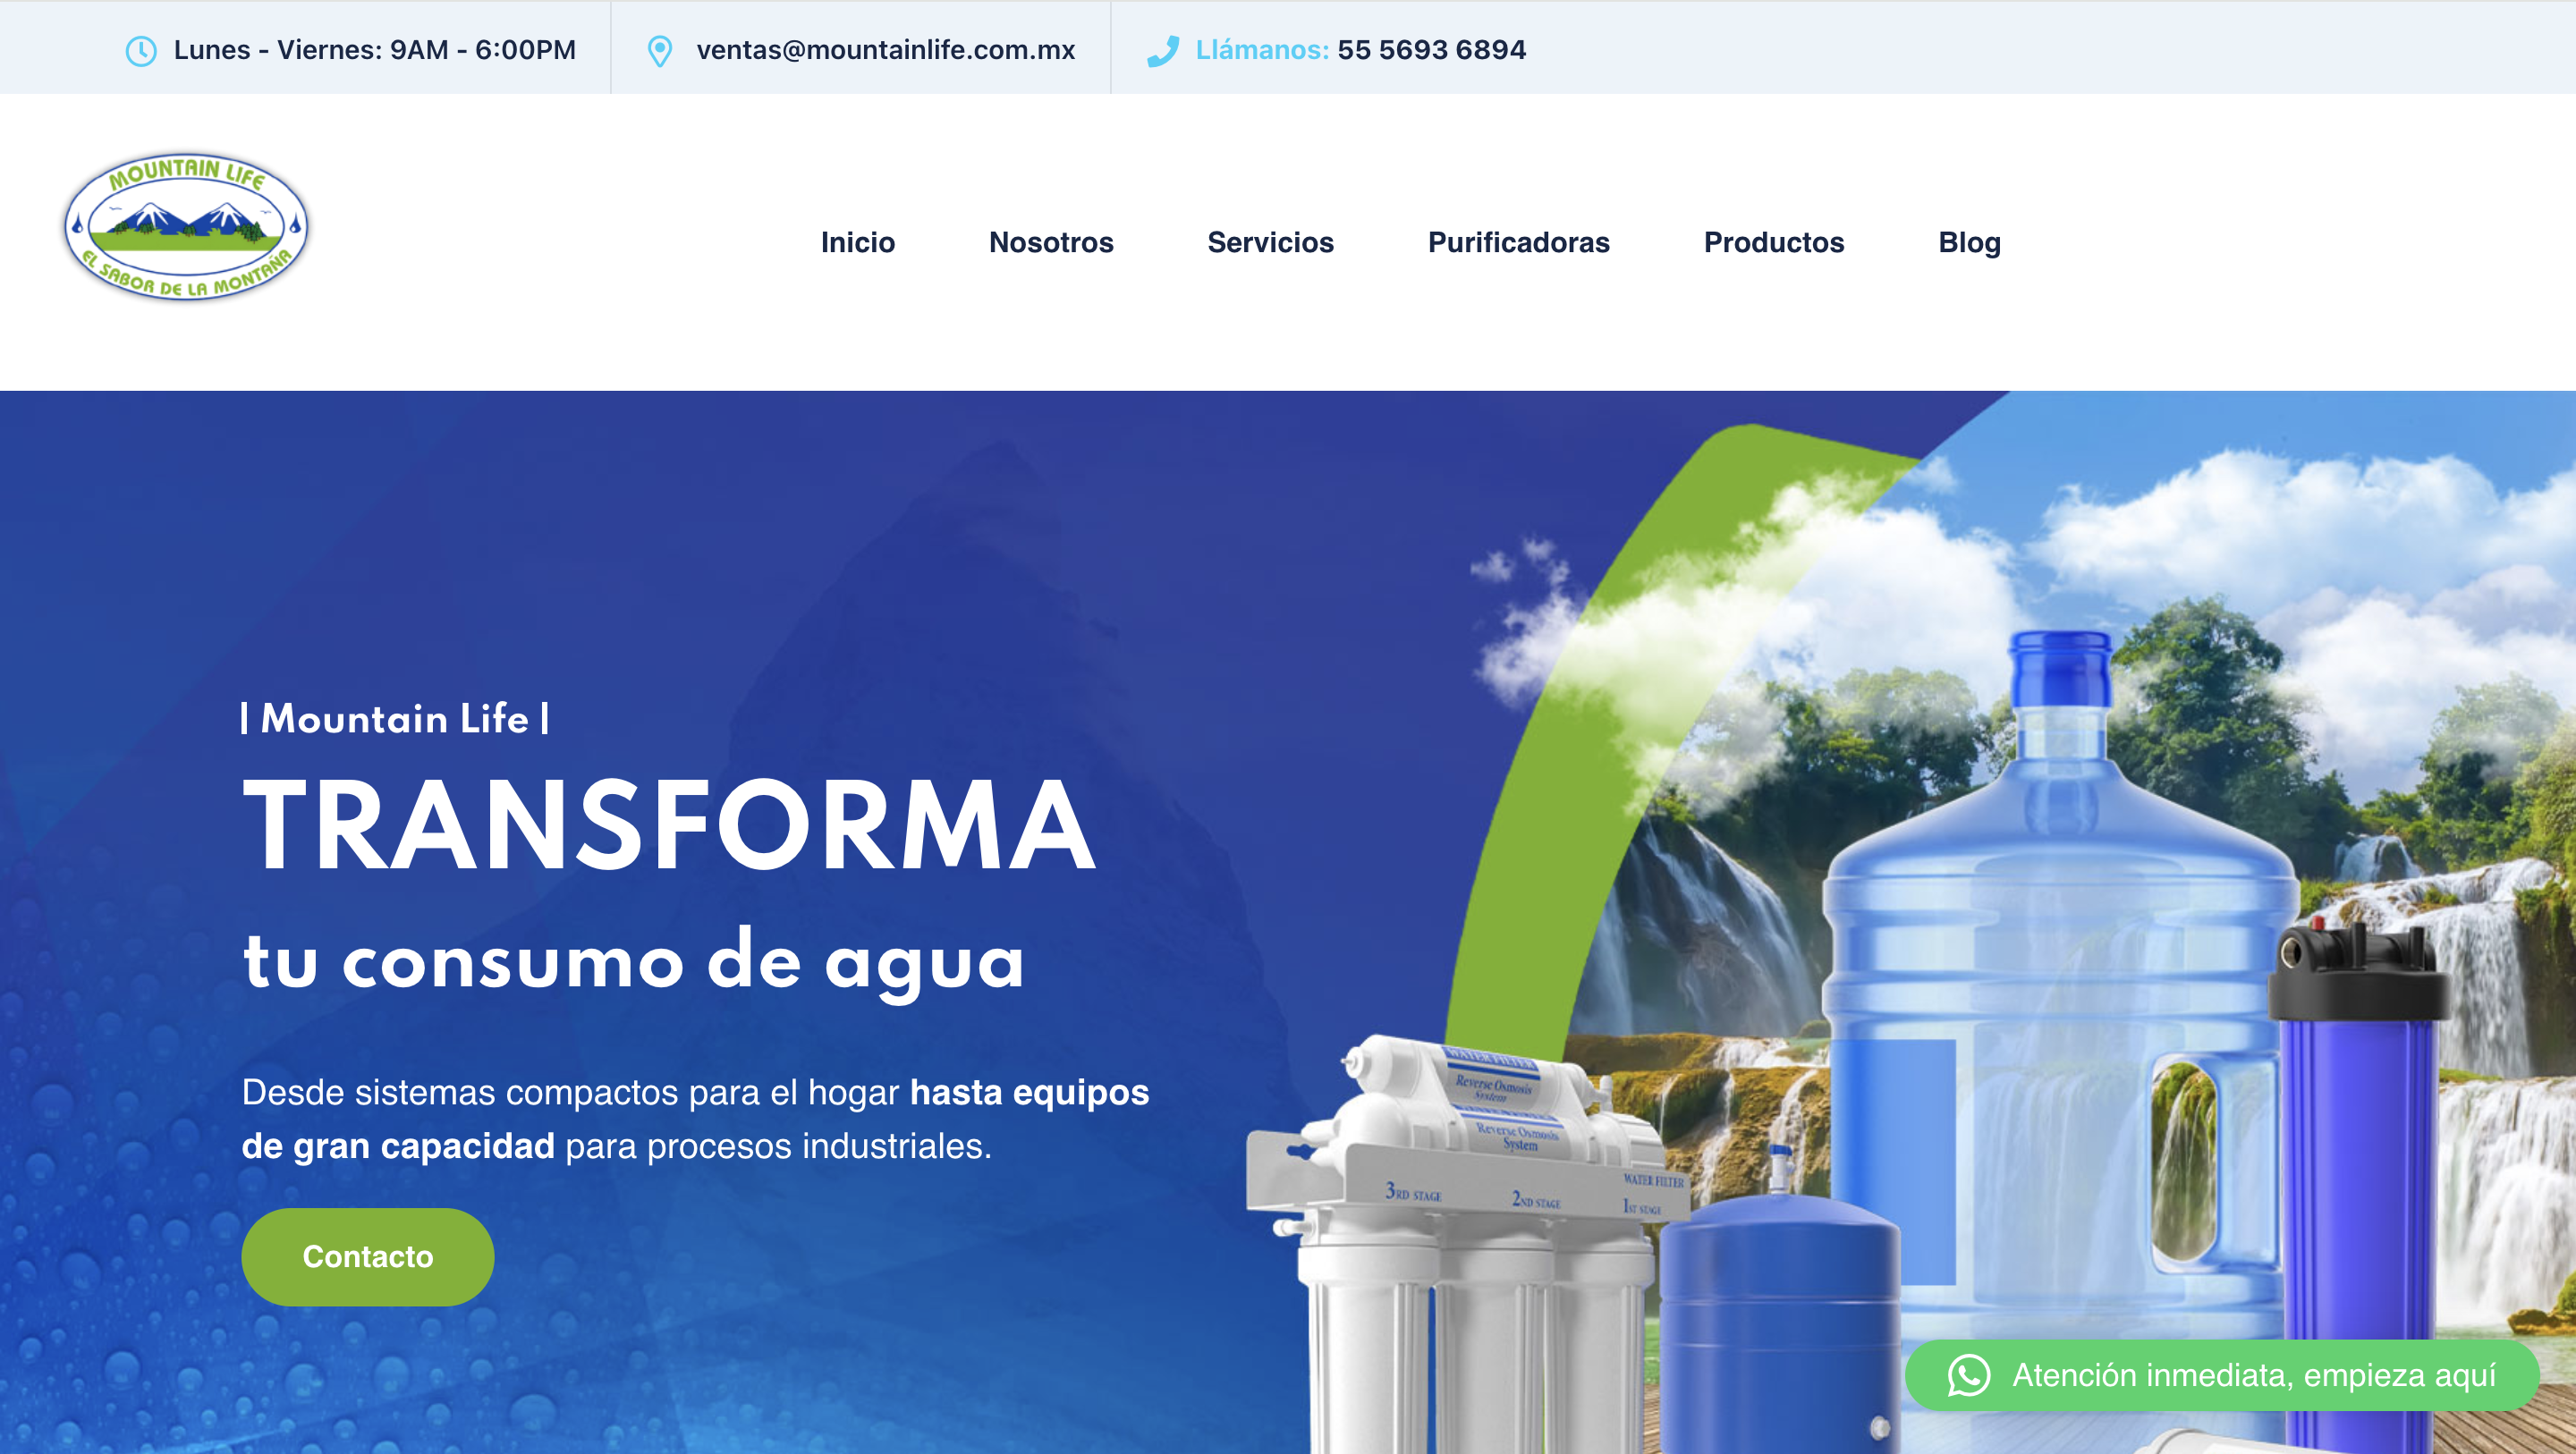 Lunes - Viernes: 9AM - 6:00PM
ventas@mountainlife.com.mx
Llámanos: 55 5693 6894
MOUNTAIN LIFE
EL SABOR DE LA MONTAÑA
Inicio
Nosotros
Servicios
Purificadoras
Productos
Blog
| Mountain Life |
TRANSFORMA
tu consumo de agua
Desde sistemas compactos para el hogar hasta equipos
de gran capacidad para procesos industriales.
Contacto
WATER FILTER
Reverse Osmosis
System
Reverse Osmosis
System
WATER FILTER
3RD STAGE
2ND STAGE
1ST STAGE
Atención inmediata, empieza aquí